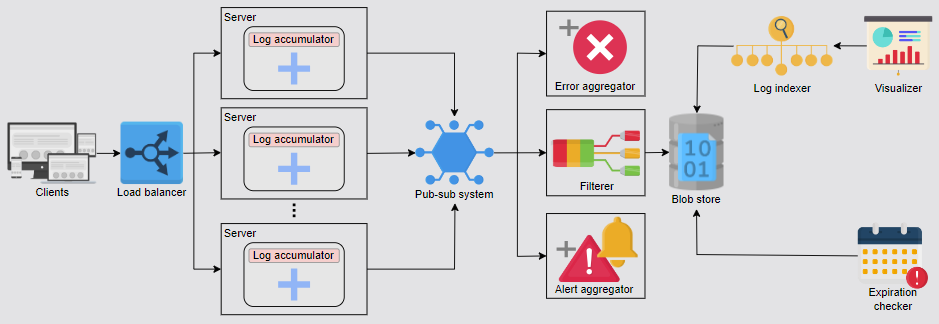 Server
Log accumulator
Server
Log accumulator
Server
Log accumulator
Clients
Load balancer
Pub-sub system
Error aggregator
Filterer
Alert aggregator
10
01
Blob store
Log indexer
Visualizer
Expiration
checker